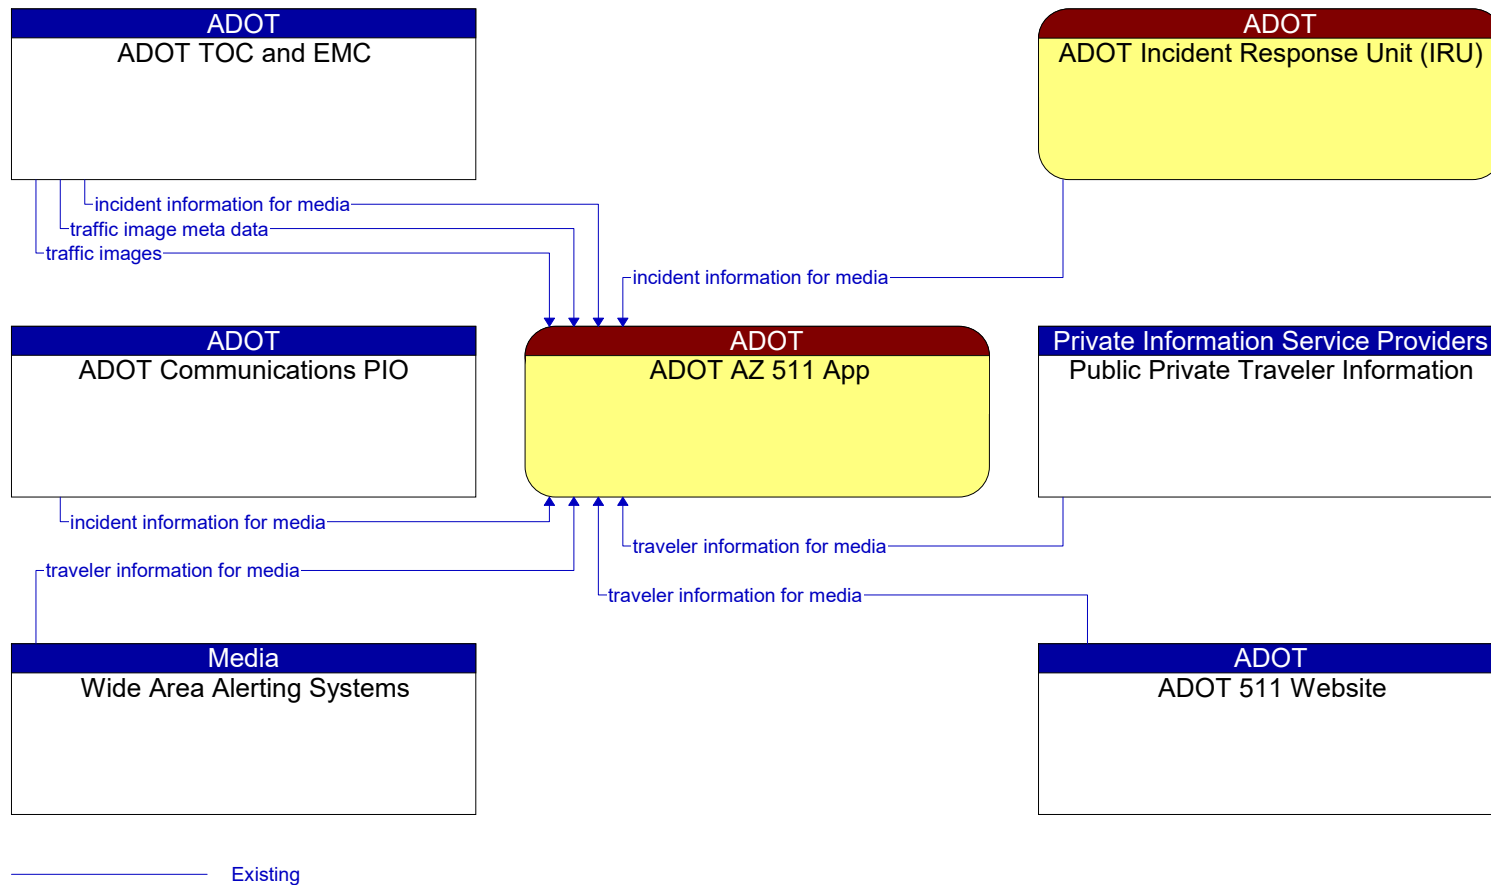 ADOT
ADOT TOC and EMC
ADOT
ADOT Incident Response Unit (IRU)
incident information for media
traffic image meta data
traffic images
incident information for media
ADOT
ADOT Communications PIO
ADOT
ADOT AZ 511 App
Private Information Service Providers
Public Private Traveler Information
incident information for media
traveler information for media
traveler information for media
traveler information for media
Media
Wide Area Alerting Systems
ADOT
ADOT 511 Website
Existing